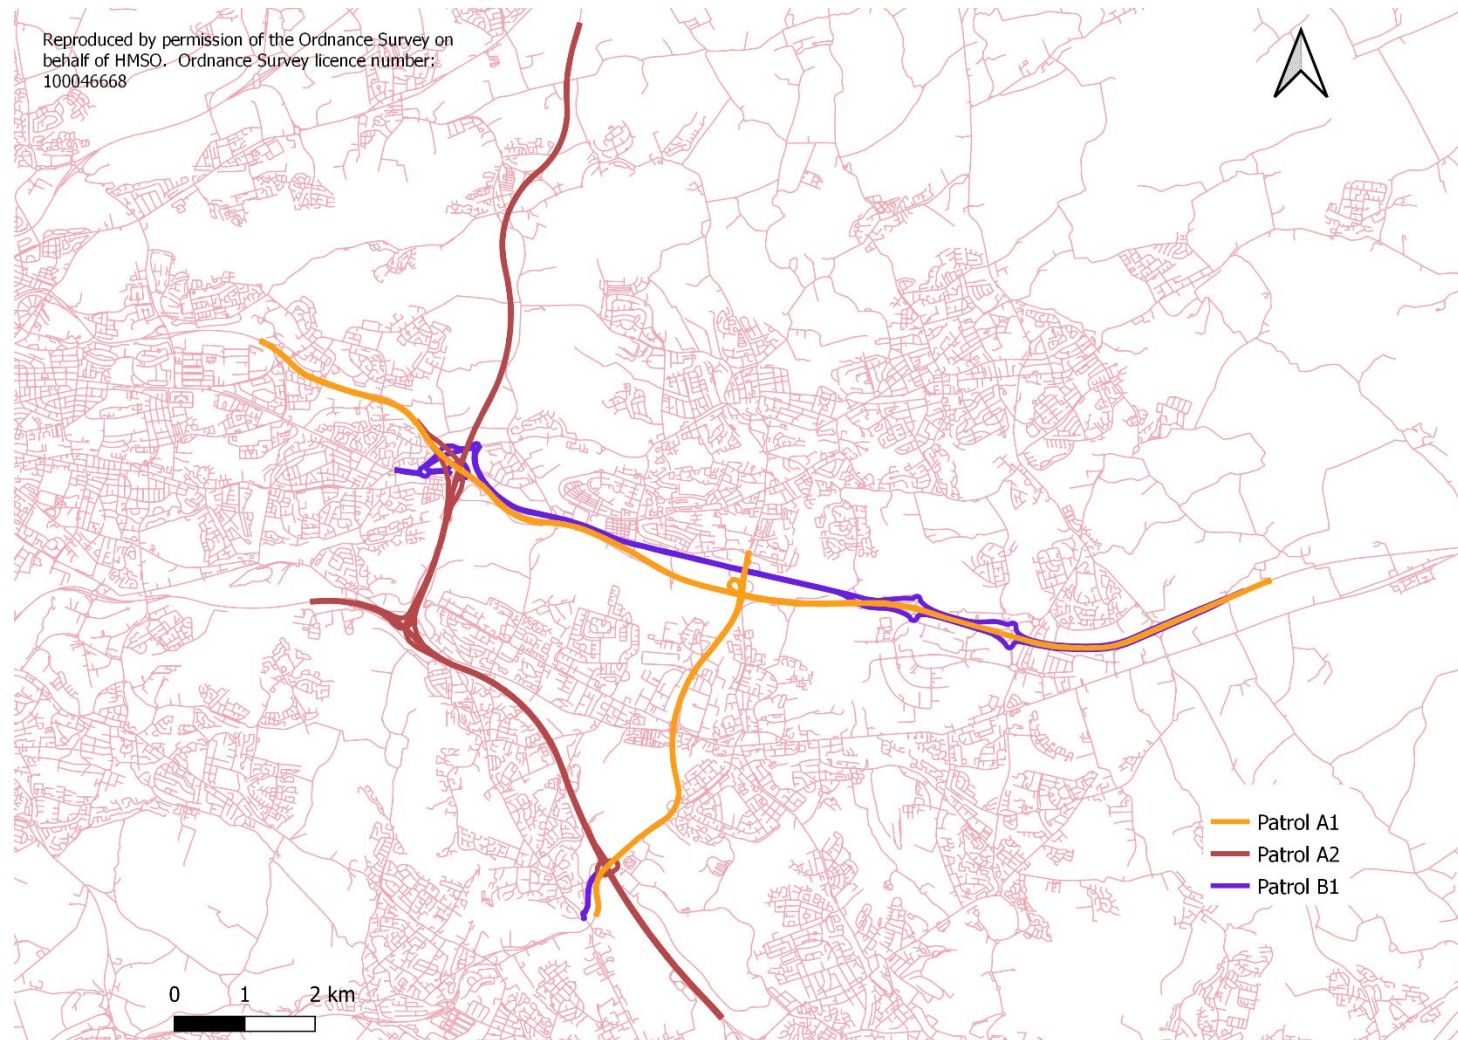 Reproduced by permission of the Ordnance Survey on
behalf of HMSO.  Ordnance Survey licence number:
100046668
Patrol A1
Patrol A2
Patrol B1
0 1 2 km